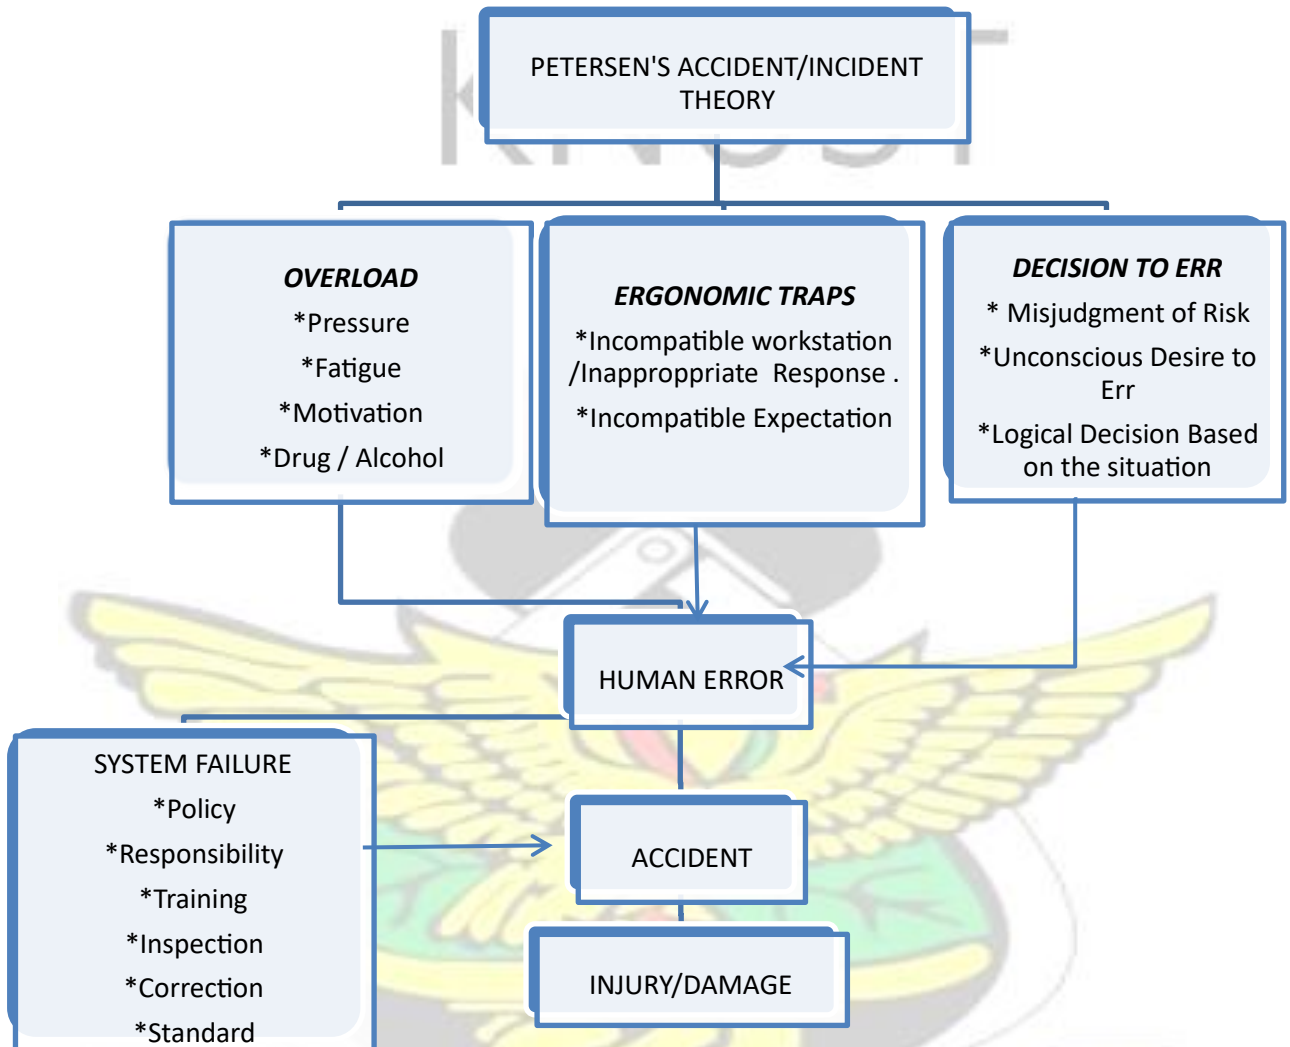 KNUST
PETERSEN'S ACCIDENT/INCIDENT
THEORY
OVERLOAD
*Pressure
*Fatigue
*Motivation
*Drug / Alcohol
ERGONOMIC TRAPS
*Incompatible workstation
/Inapproppriate Response .
*Incompatible Expectation
DECISION TO ERR
* Misjudgment of Risk
*Unconscious Desire to
Err
*Logical Decision Based
on the situation
HUMAN ERROR
SYSTEM FAILURE
*Policy
*Responsibility
*Training
*Inspection
*Correction
*Standard
ACCIDENT
INJURY/DAMAGE